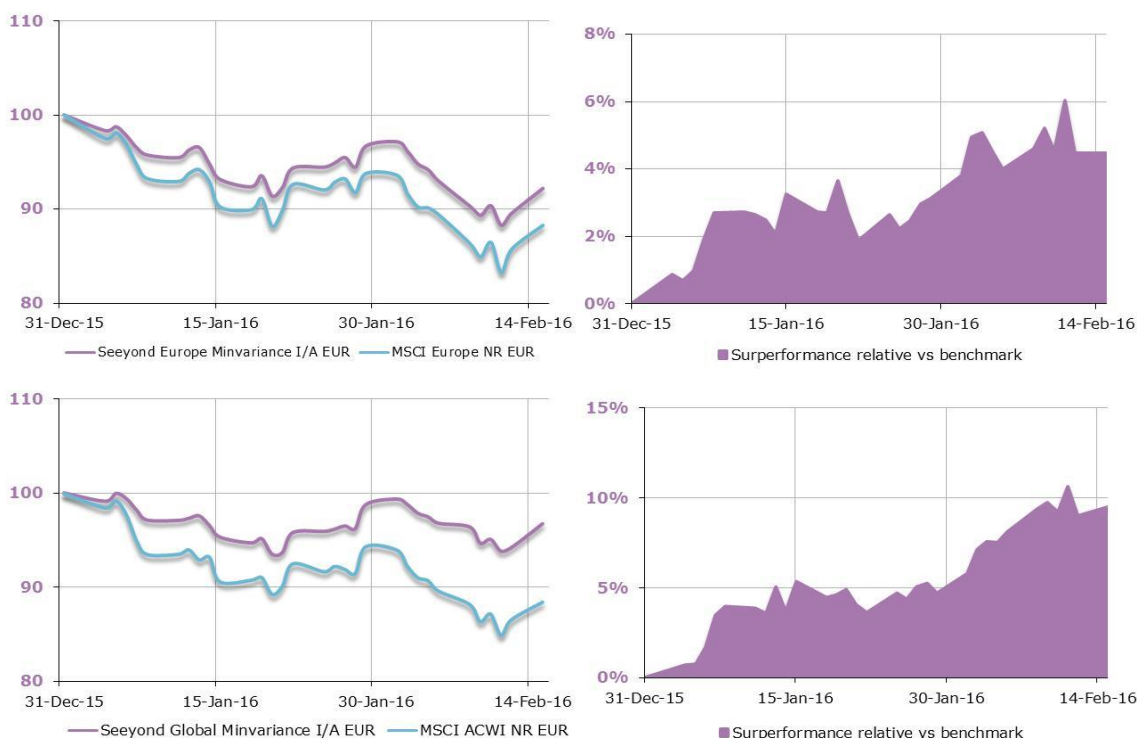 110
100
90
80
31-Dec-15 15-Jan-16 30-Jan-16 14-Feb-16
Seeyond Europe Minvariance I/A EUR MSCI Europe NR EUR
8%
6%
4%
2%
0%
31-Dec-15 15-Jan-16 30-Jan-16 14-Feb-16
Surperformance relative vs benchmark
110
100
90
80
31-Dec-15 15-Jan-16 30-Jan-16 14-Feb-16
Seeyond Global Minvariance I/A EUR MSCI ACWI NR EUR
15%
10%
5%
0%
31-Dec-15 15-Jan-16 30-Jan-16 14-Feb-16
Surperformance relative vs benchmark